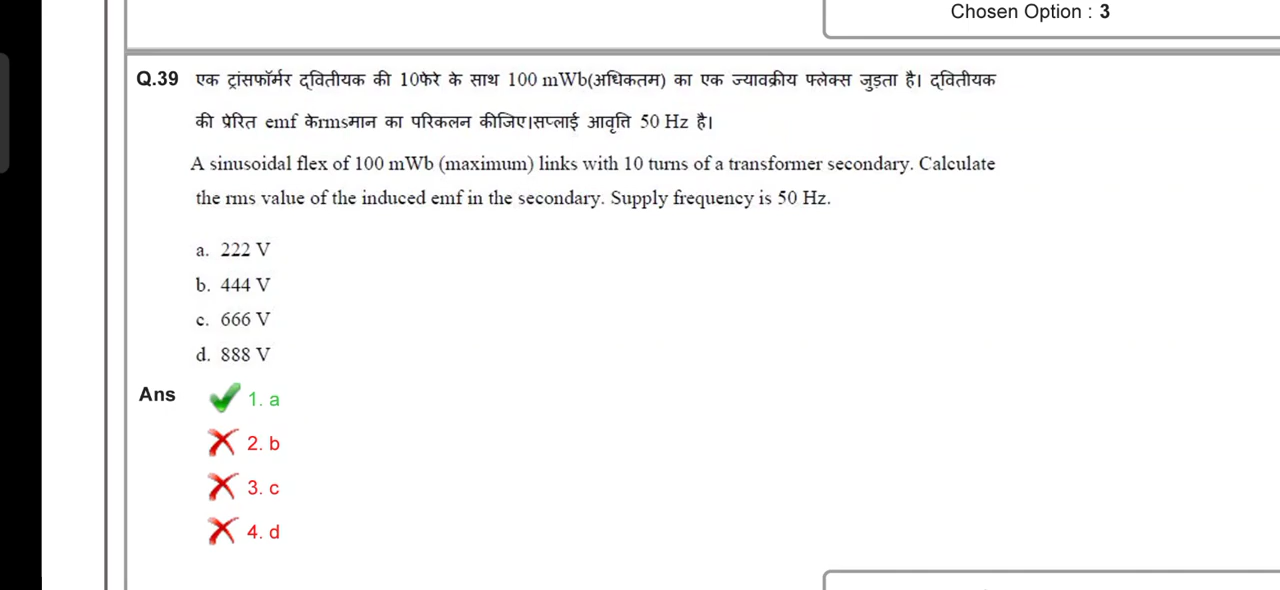 Chosen Option : 3
Q.39 एक ट्रांसफॉर्मर द्वितीयक की 10फेरे के साथ 100 mWb(अधिकतम) का एक ज्यावक्रीय फ्लेक्स जुड़ता है। द्वितीयक
की प्रेरित emf केrmsमान का परिकलन कीजिए।सप्लाई आवृत्ति 50 Hz है।
A sinusoidal flex of 100 mWb (maximum) links with 10 turns of a transformer secondary. Calculate
the rms value of the induced emf in the secondary. Supply frequency is 50 Hz.
a. 222 V
b. 444 V
c. 666 V
d. 888 V
Ans 1. a
2. b
3. c
4. d